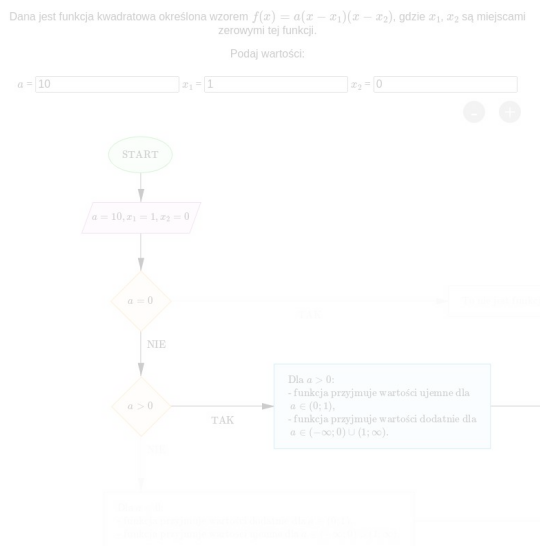 Dana jest funkcja kwadratowa określona wzorem f(x) = a(x − x₁)(x − x₂), gdzie x₁, x₂ są miejscami
zerowymi tej funkcji.
Podaj wartości:
a = 10 x₁ = 1 x₂ = 0
- +
START
a = 10, x₁ = 1, x₂ = 0
a = 0
NIE
a > 0
TAK
Dla a > 0:
- funkcja przyjmuje wartości ujemne dla
a ∈ (0; 1),
- funkcja przyjmuje wartości dodatnie dla
a ∈ (−∞; 0) ∪ (1; ∞).